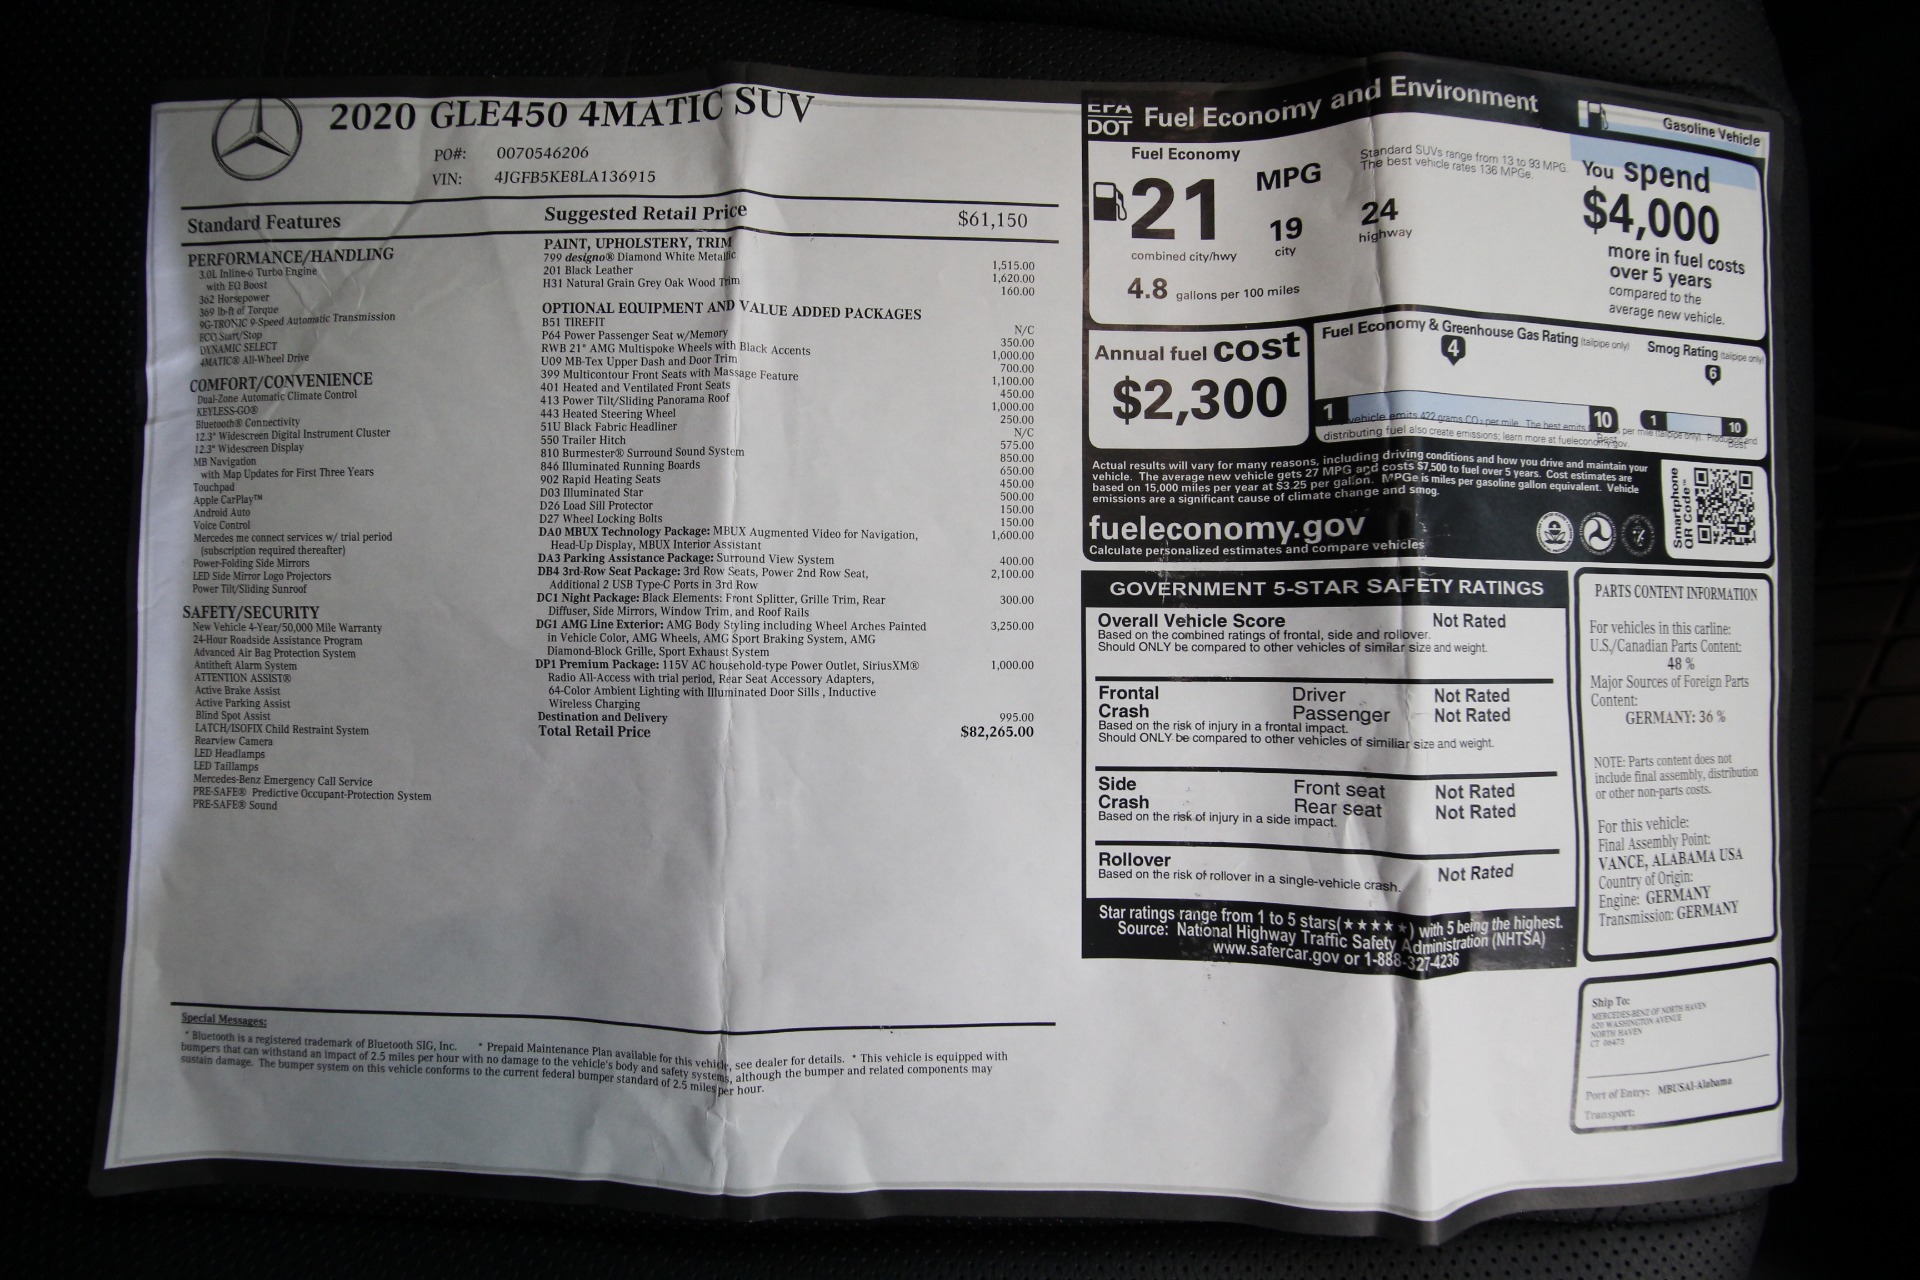 2020 GLE450 4MATIC SUV
PO#: 0070546206
VIN: 4JGFB5KE8LA136915
Standard Features
PERFORMANCE/HANDLING
3.0L Inline-6 Turbo Engine
with EQ Boost
362 Horsepower
369 lb-ft of Torque
9G-TRONIC 9-Speed Automatic Transmission
ECO Start/Stop
DYNAMIC SELECT
4MATIC® All-Wheel Drive
COMFORT/CONVENIENCE
Dual-Zone Automatic Climate Control
KEYLESS-GO®
Bluetooth® Connectivity
12.3" Widescreen Digital Instrument Cluster
12.3" Widescreen Display
MB Navigation
with Map Updates for First Three Years
Touchpad
Apple CarPlay™
Android Auto
Voice Control
Mercedes me connect services w/ trial period
(subscription required thereafter)
Power-Folding Side Mirrors
LED Side Mirror Logo Projectors
Power Tilt/Sliding Sunroof
SAFETY/SECURITY
New Vehicle 4-Year/50,000 Mile Warranty
24-Hour Roadside Assistance Program
Advanced Air Bag Protection System
Antitheft Alarm System
ATTENTION ASSIST®
Active Brake Assist
Active Parking Assist
Blind Spot Assist
LATCH/ISOFIX Child Restraint System
Rearview Camera
LED Headlamps
LED Taillamps
Mercedes-Benz Emergency Call Service
PRE-SAFE® Predictive Occupant-Protection System
PRE-SAFE® Sound
Suggested Retail Price $61,150
PAINT, UPHOLSTERY, TRIM
799 designo® Diamond White Metallic 1,515.00
201 Black Leather 1,620.00
H31 Natural Grain Grey Oak Wood Trim 160.00
OPTIONAL EQUIPMENT AND VALUE ADDED PACKAGES
B51 TIREFIT N/C
P64 Power Passenger Seat w/Memory 350.00
RWB 21" AMG Multispoke Wheels with Black Accents 1,000.00
U09 MB-Tex Upper Dash and Door Trim 700.00
399 Multicontour Front Seats with Massage Feature 1,100.00
401 Heated and Ventilated Front Seats 450.00
413 Power Tilt/Sliding Panorama Roof 1,000.00
443 Heated Steering Wheel 250.00
51U Black Fabric Headliner N/C
550 Trailer Hitch 575.00
810 Burmester® Surround Sound System 850.00
846 Illuminated Running Boards 650.00
902 Rapid Heating Seats 450.00
D03 Illuminated Star 500.00
D26 Load Sill Protector 150.00
D27 Wheel Locking Bolts 150.00
DA0 MBUX Technology Package: MBUX Augmented Video for Navigation, 1,600.00
Head-Up Display, MBUX Interior Assistant
DA3 Parking Assistance Package: Surround View System 400.00
DB4 3rd-Row Seat Package: 3rd Row Seats, Power 2nd Row Seat, 2,100.00
Additional 2 USB Type-C Ports in 3rd Row
DC1 Night Package: Black Elements: Front Splitter, Grille Trim, Rear 300.00
Diffuser, Side Mirrors, Window Trim, and Roof Rails
DG1 AMG Line Exterior: AMG Body Styling including Wheel Arches Painted 3,250.00
in Vehicle Color, AMG Wheels, AMG Sport Braking System, AMG
Diamond-Block Grille, Sport Exhaust System
DP1 Premium Package: 115V AC household-type Power Outlet, SiriusXM® 1,000.00
Radio All-Access with trial period, Rear Seat Accessory Adapters,
64-Color Ambient Lighting with Illuminated Door Sills , Inductive
Wireless Charging
Destination and Delivery 995.00
Total Retail Price $82,265.00
Special Messages:
* Bluetooth is a registered trademark of Bluetooth SIG, Inc. * Prepaid Maintenance Plan available for this vehicle, see dealer for details. * This vehicle is equipped with
bumpers that can withstand an impact of 2.5 miles per hour with no damage to the vehicle's body and safety systems, although the bumper and related components may
sustain damage. The bumper system on this vehicle conforms to the current federal bumper standard of 2.5 miles per hour.
EPA
DOT Fuel Economy and Environment
Gasoline Vehicle
Fuel Economy
21 MPG
combined city/hwy
19
city
24
highway
4.8 gallons per 100 miles
Standard SUVs range from 13 to 93 MPG.
The best vehicle rates 136 MPGe.
You spend
$4,000
more in fuel costs
over 5 years
compared to the
average new vehicle.
Annual fuel cost
$2,300
Fuel Economy & Greenhouse Gas Rating (tailpipe only)
4
1 10
Best
Smog Rating (tailpipe only)
6
1 10
Best
vehicle emits 422 grams CO2 per mile. The best emits per mile (tailpipe only). and
distributing fuel also create emissions; learn more at fueleconomy.gov.
Actual results will vary for many reasons, including driving conditions and how you drive and maintain your
vehicle. The average new vehicle gets 27 MPG and costs $7,500 to fuel over 5 years. Cost estimates are
based on 15,000 miles per year at $3.25 per gallon. MPGe is miles per gasoline gallon equivalent. Vehicle
emissions are a significant cause of climate change and smog.
fueleconomy.gov
Calculate personalized estimates and compare vehicles
Smartphone
QR Code™
GOVERNMENT 5-STAR SAFETY RATINGS
Overall Vehicle Score Not Rated
Based on the combined ratings of frontal, side and rollover.
Should ONLY be compared to other vehicles of similar size and weight.
Frontal Driver Not Rated
Crash Passenger Not Rated
Based on the risk of injury in a frontal impact.
Should ONLY be compared to other vehicles of similiar size and weight.
Side Front seat Not Rated
Crash Rear seat Not Rated
Based on the risk of injury in a side impact.
Rollover Not Rated
Based on the risk of rollover in a single-vehicle crash.
Star ratings range from 1 to 5 stars(★★★★★) with 5 being the highest.
Source: National Highway Traffic Safety Administration (NHTSA)
www.safercar.gov or 1-888-327-4236
PARTS CONTENT INFORMATION
For vehicles in this carline:
U.S./Canadian Parts Content:
48 %
Major Sources of Foreign Parts
Content:
GERMANY: 36 %
NOTE: Parts content does not
include final assembly, distribution
or other non-parts costs.
For this vehicle:
Final Assembly Point:
VANCE, ALABAMA USA
Country of Origin:
Engine: GERMANY
Transmission: GERMANY
Ship To:
MERCEDES-BENZ OF NORTH HAVEN
620 WASHINGTON AVENUE
NORTH HAVEN
CT 06473
Port of Entry: MBUSAI-Alabama
Transport: